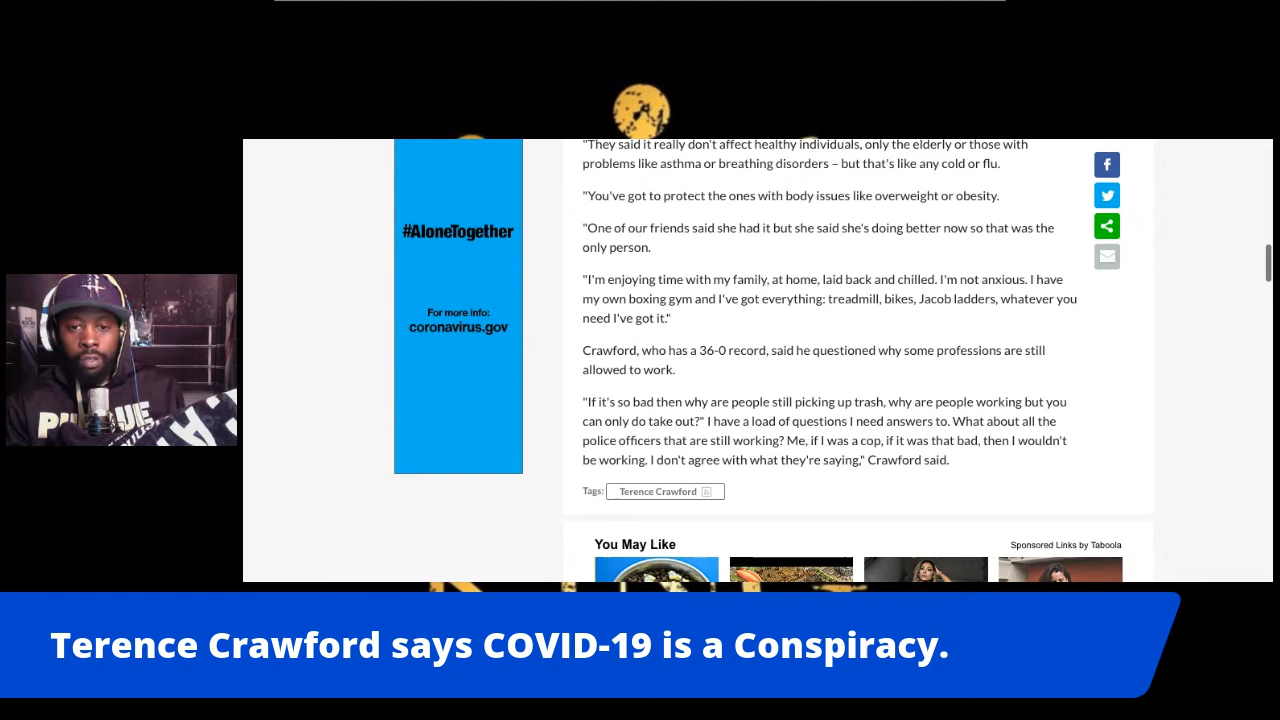 "They said it really don't affect healthy individuals, only the elderly or those with
problems like asthma or breathing disorders – but that's like any cold or flu.
"You've got to protect the ones with body issues like overweight or obesity.
"One of our friends said she had it but she said she's doing better now so that was the
only person.
"I'm enjoying time with my family, at home, laid back and chilled. I'm not anxious. I have
my own boxing gym and I've got everything: treadmill, bikes, Jacob ladders, whatever you
need I've got it."
Crawford, who has a 36-0 record, said he questioned why some professions are still
allowed to work.
"If it's so bad then why are people still picking up trash, why are people working but you
can only do take out?" I have a load of questions I need answers to. What about all the
police officers that are still working? Me, if I was a cop, if it was that bad, then I wouldn't
be working. I don't agree with what they're saying," Crawford said.
Tags: Terence Crawford
You May Like
Sponsored Links by Taboola
#AloneTogether
For more info:
coronavirus.gov
Terence Crawford says COVID-19 is a Conspiracy.